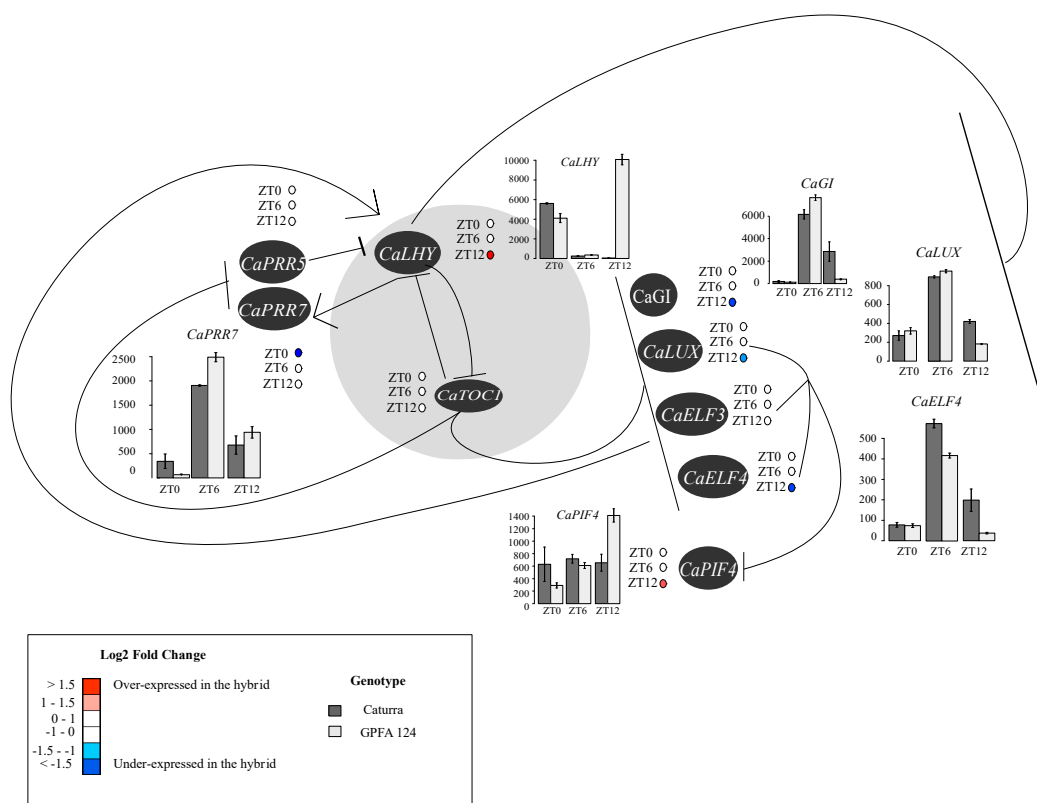 CaLHY
10000
8000
6000
4000
2000
0
ZT0 ZT6 ZT12
CaGI
6000
4000
2000
0
ZT0 ZT6 ZT12
CaLUX
800
600
400
200
0
ZT0 ZT6 ZT12
CaELF4
500
400
300
200
100
0
ZT0 ZT6 ZT12
ZT0
ZT6
ZT12
CaPRR5
CaPRR7
CaPRR7
ZT0
ZT6
ZT12
2500
2000
1500
1000
500
0
ZT0 ZT6 ZT12
CaLHY
ZT0
ZT6
ZT12
ZT0
ZT6
ZT12
CaTOC1
CaGI
ZT0
ZT6
ZT12
CaLUX
ZT0
ZT6
ZT12
CaELF3
ZT0
ZT6
ZT12
CaELF4
ZT0
ZT6
ZT12
CaPIF4
1400
1200
1000
800
600
400
200
0
ZT0 ZT6 ZT12
ZT0
ZT6
ZT12
CaPIF4
Log2 Fold Change
> 1.5 Over-expressed in the hybrid
1 - 1.5
0 - 1
-1 - 0
-1.5 - -1
< -1.5 Under-expressed in the hybrid
Genotype
Caturra
GPFA 124